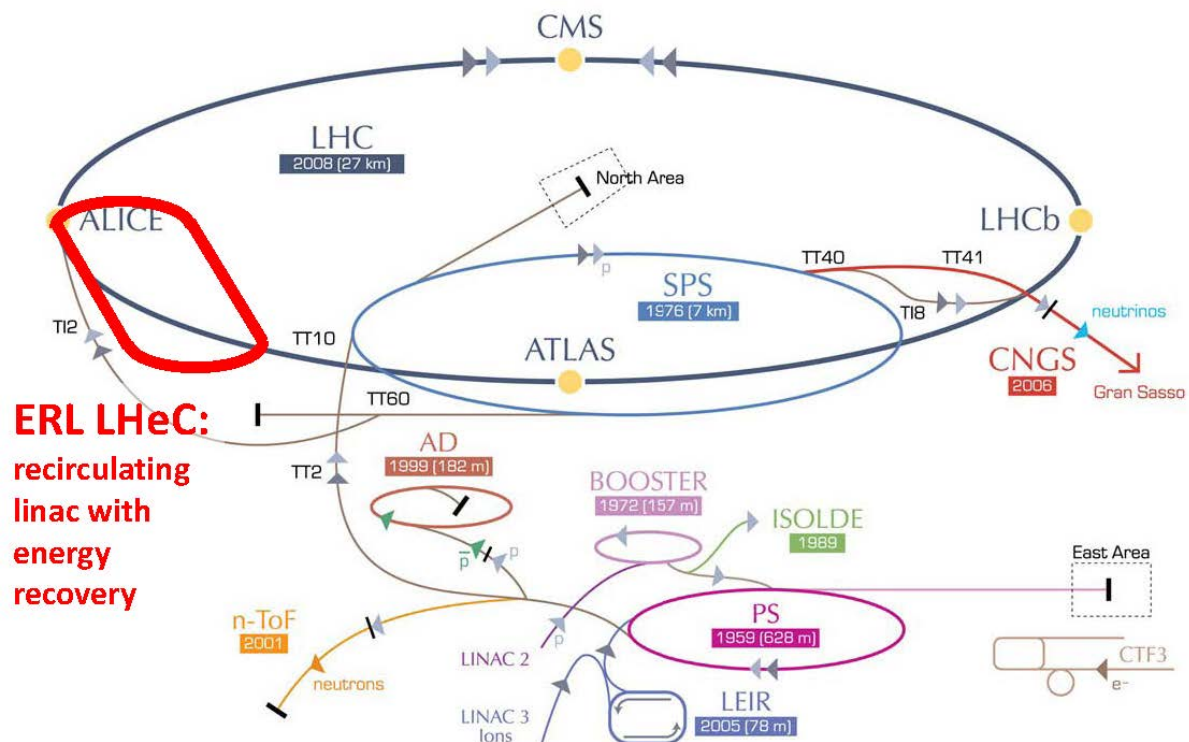 CMS
LHC
2008 (27 km)
North Area
ALICE
LHCb
TT40
TT41
SPS
1976 (7 km)
p
TI8
neutrinos
TI2
TT10
ATLAS
CNGS
2006
Gran Sasso
TT60
ERL LHeC:
recirculating
linac with
energy
recovery
AD
1999 (182 m)
TT2
BOOSTER
1972 (157 m)
ISOLDE
1989
p̅
p
East Area
n-ToF
2001
PS
1959 (628 m)
p
LINAC 2
neutrons
CTF3
e-
LEIR
2005 (78 m)
LINAC 3
Ions